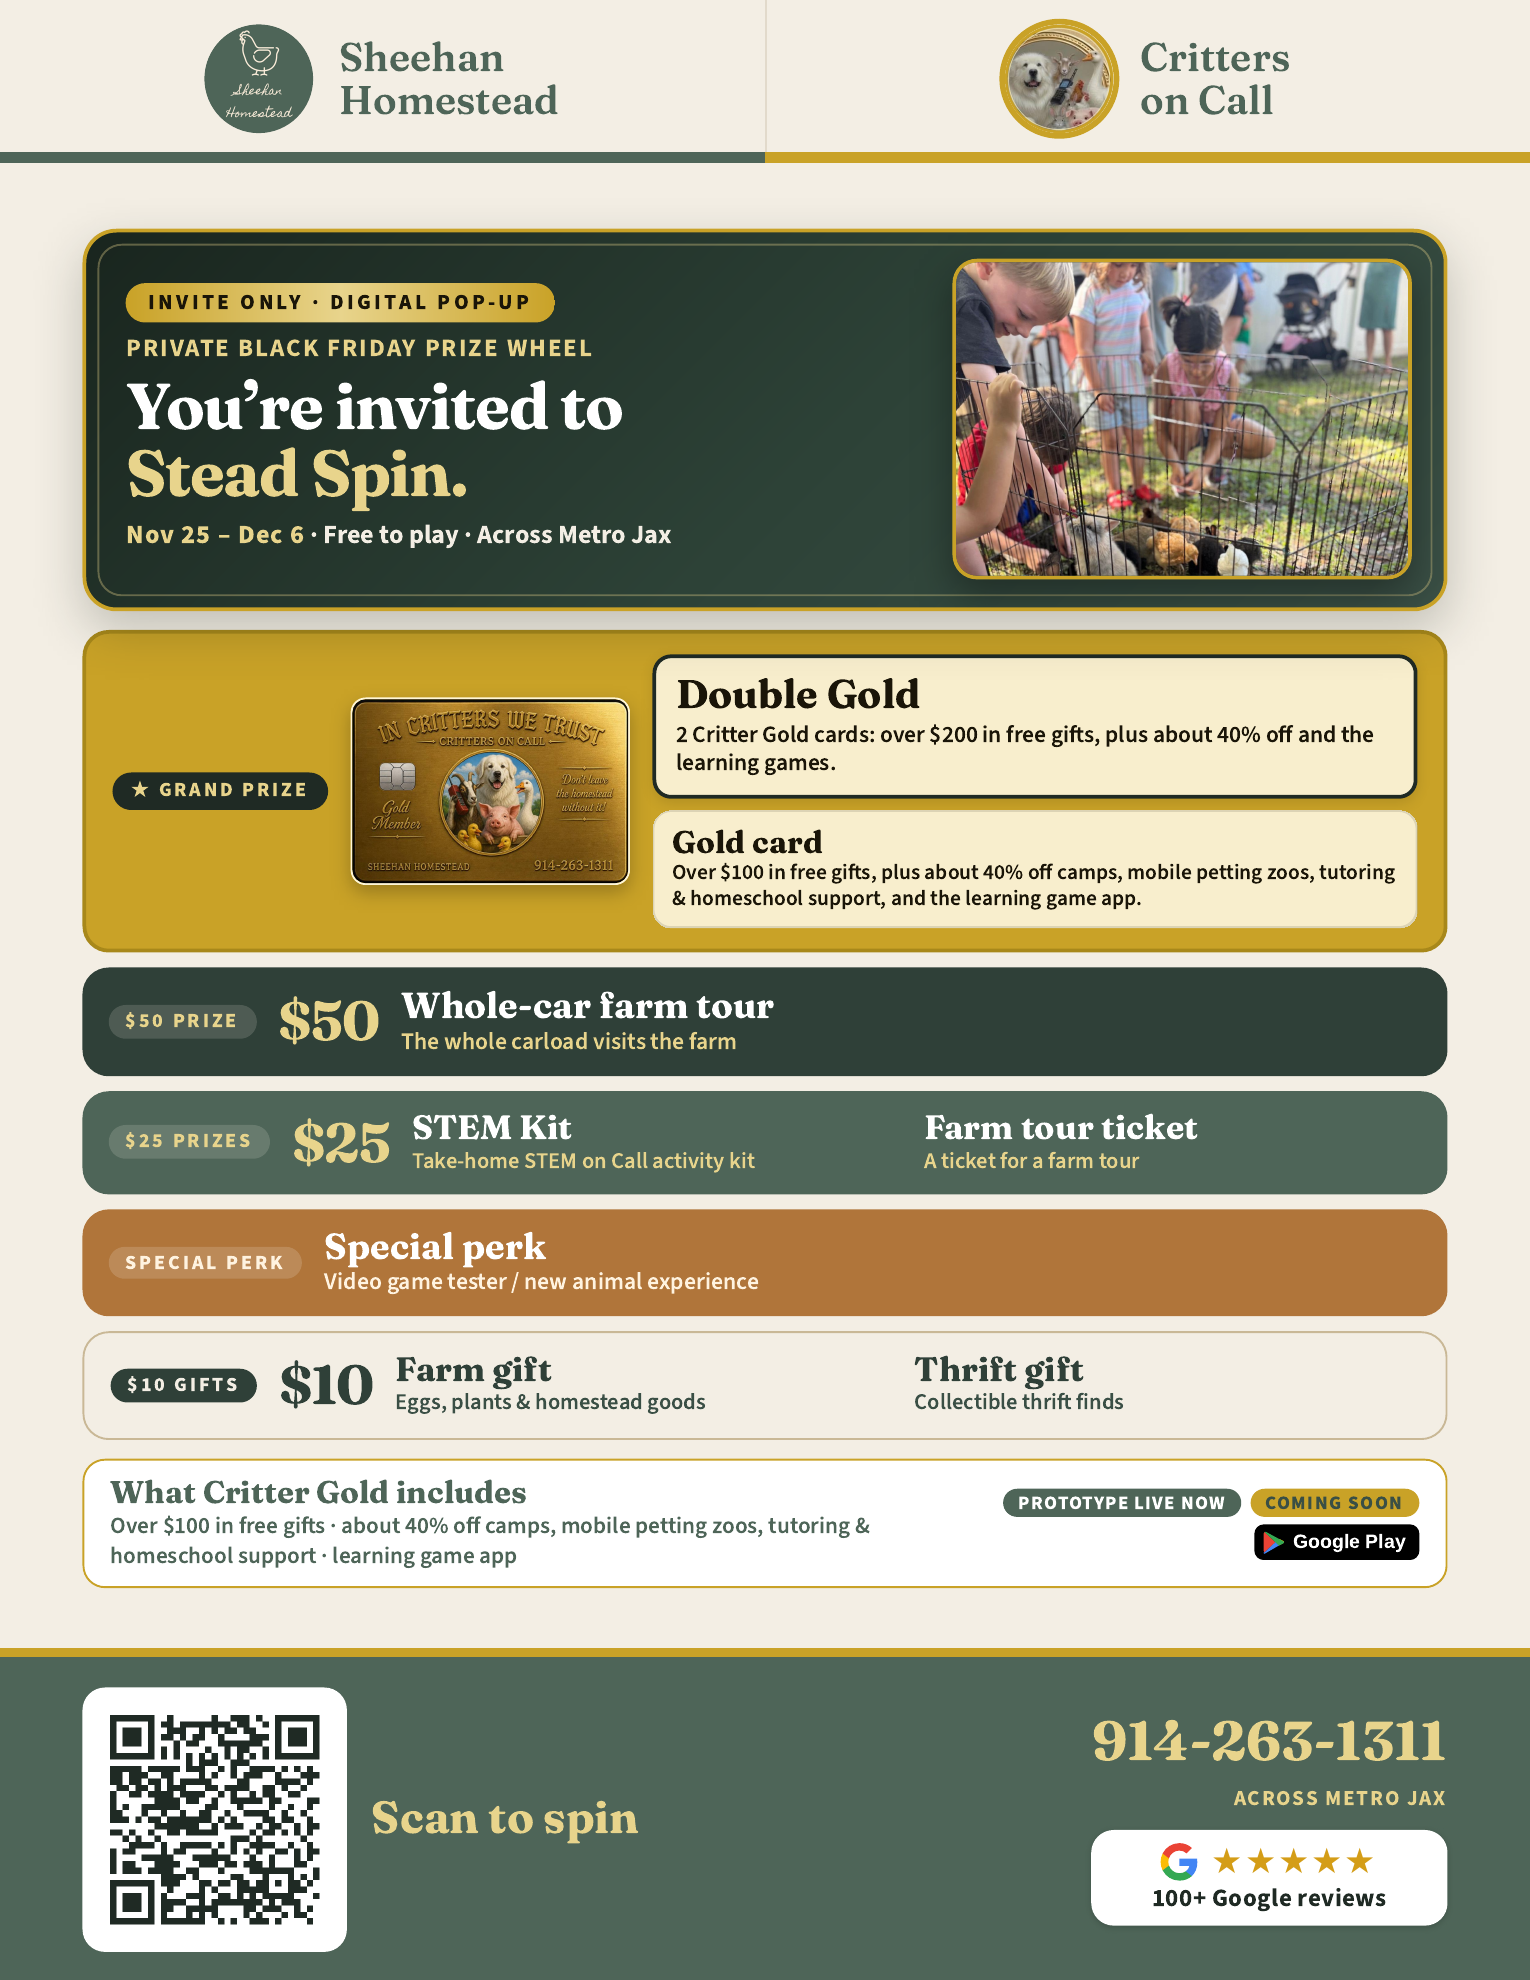 Sheehan
Homestead
Sheehan
Homestead
Critters
on Call
INVITE ONLY · DIGITAL POP-UP
PRIVATE BLACK FRIDAY PRIZE WHEEL
You're invited to
Stead Spin.
Nov 25 – Dec 6 · Free to play · Across Metro Jax
★ GRAND PRIZE
IN CRITTERS WE TRUST
CRITTERS ON CALL
Gold
Member
Don't leave
the homestead
without it!
SHEEHAN HOMESTEAD
914-263-1311
Double Gold
2 Critter Gold cards: over $200 in free gifts, plus about 40% off and the
learning games.
Gold card
Over $100 in free gifts, plus about 40% off camps, mobile petting zoos, tutoring
& homeschool support, and the learning game app.
$50 PRIZE
$50
Whole-car farm tour
The whole carload visits the farm
$25 PRIZES
$25
STEM Kit
Take-home STEM on Call activity kit
Farm tour ticket
A ticket for a farm tour
SPECIAL PERK
Special perk
Video game tester / new animal experience
$10 GIFTS
$10
Farm gift
Eggs, plants & homestead goods
Thrift gift
Collectible thrift finds
What Critter Gold includes
Over $100 in free gifts · about 40% off camps, mobile petting zoos, tutoring &
homeschool support · learning game app
PROTOTYPE LIVE NOW
COMING SOON
Google Play
Scan to spin
914-263-1311
ACROSS METRO JAX
G ★★★★★
100+ Google reviews